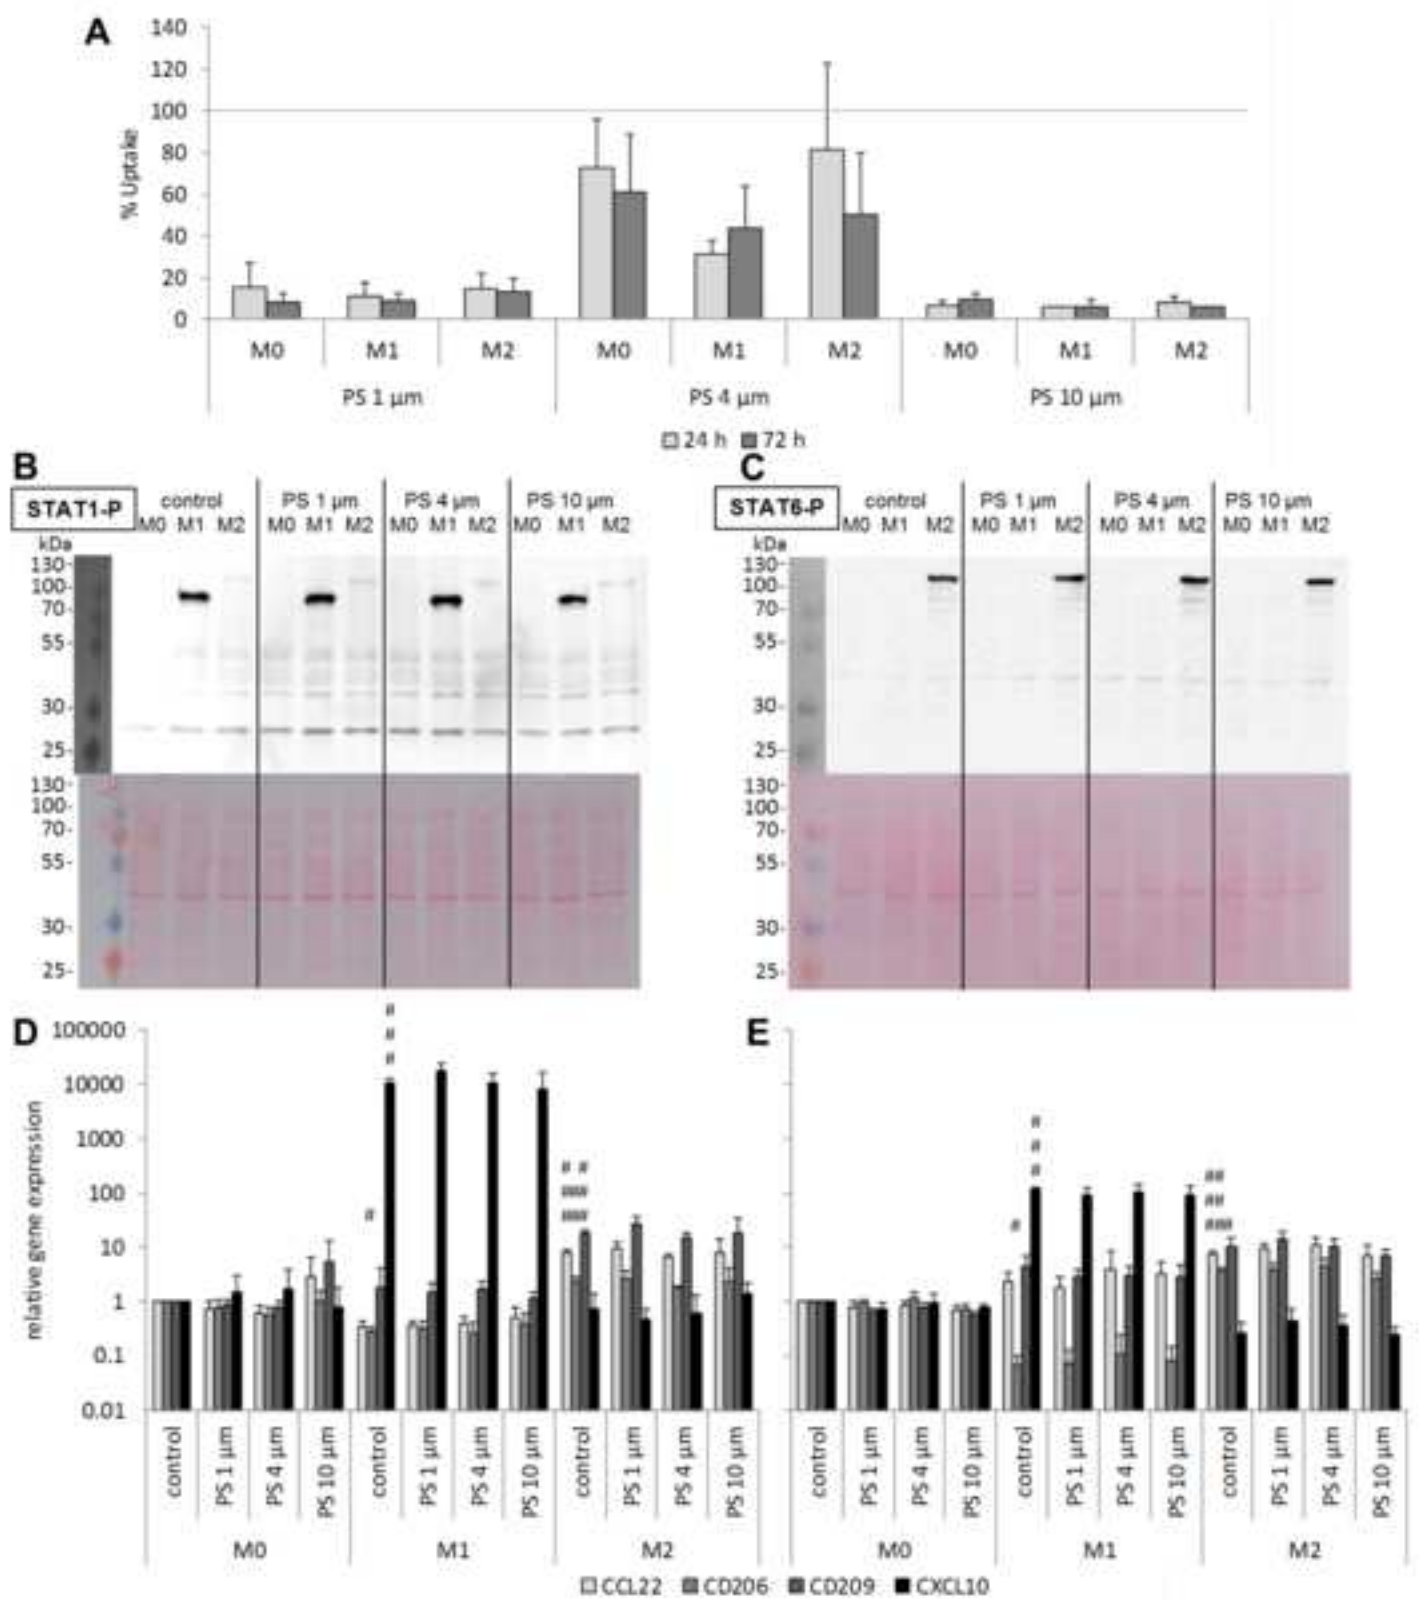 A
140
120
100
80
60
40
20
0
% Uptake
M0 M1 M2 M0 M1 M2 M0 M1 M2
PS 1 µm PS 4 µm PS 10 µm
24 h 72 h
B
STAT1-P
control PS 1 µm PS 4 µm PS 10 µm
M0 M1 M2 M0 M1 M2 M0 M1 M2 M0 M1 M2
kDa
130-
100-
70-
55-
30-
25-
130-
100-
70-
55-
30-
25-
C
STAT6-P
control PS 1 µm PS 4 µm PS 10 µm
M0 M1 M2 M0 M1 M2 M0 M1 M2 M0 M1 M2
kDa
130-
100-
70-
55-
30-
25-
130-
100-
70-
55-
30-
25-
D
100000
10000
1000
100
10
1
0.1
0.01
relative gene expression
#
#
#
#
# #
###
###
control PS 1 µm PS 4 µm PS 10 µm control PS 1 µm PS 4 µm PS 10 µm control PS 1 µm PS 4 µm PS 10 µm
M0 M1 M2
E
#
#
#
#
##
##
###
control PS 1 µm PS 4 µm PS 10 µm control PS 1 µm PS 4 µm PS 10 µm control PS 1 µm PS 4 µm PS 10 µm
M0 M1 M2
CCL22 CD206 CD209 CXCL10